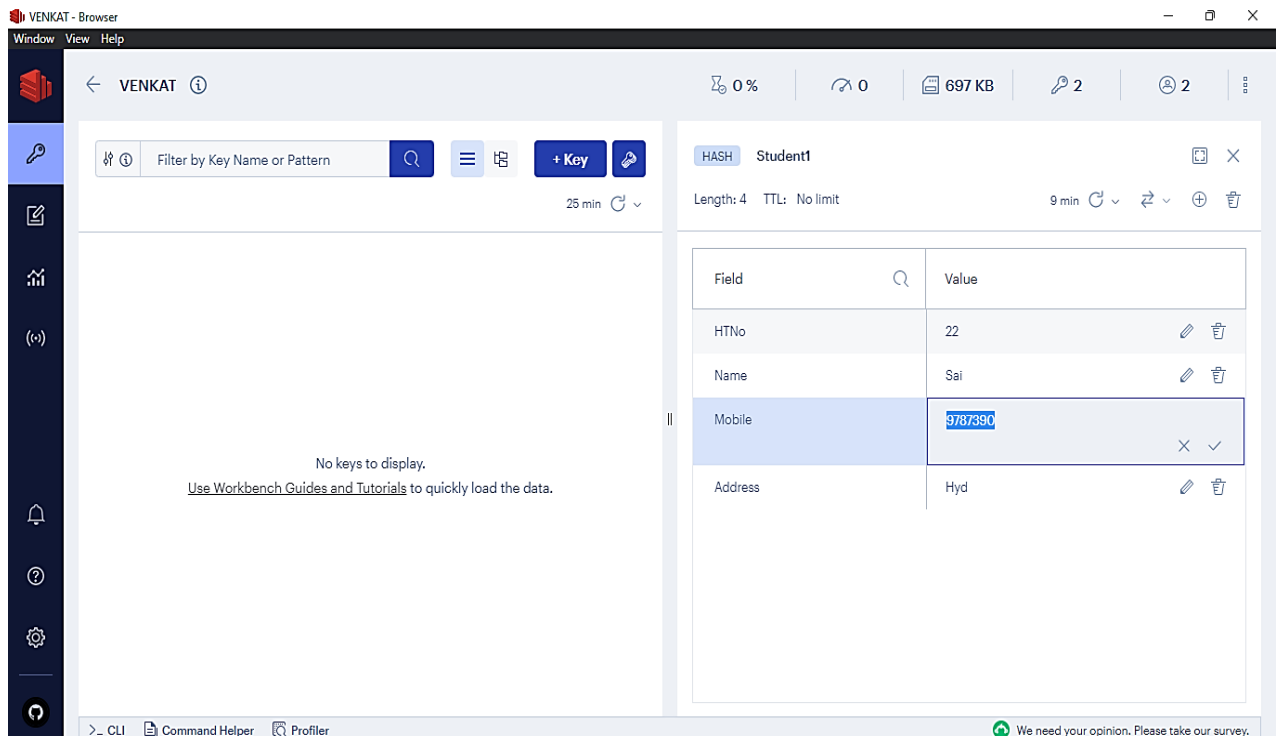 VENKAT - Browser
Window View Help
VENKAT
0 %
0
697 KB
2
2
Filter by Key Name or Pattern
+ Key
25 min
No keys to display.
Use Workbench Guides and Tutorials to quickly load the data.
HASH Student1
Length: 4 TTL: No limit
9 min
Field Value
HTNo 22
Name Sai
Mobile 9787390
Address Hyd
>_ CLI Command Helper Profiler
We need your opinion. Please take our survey.